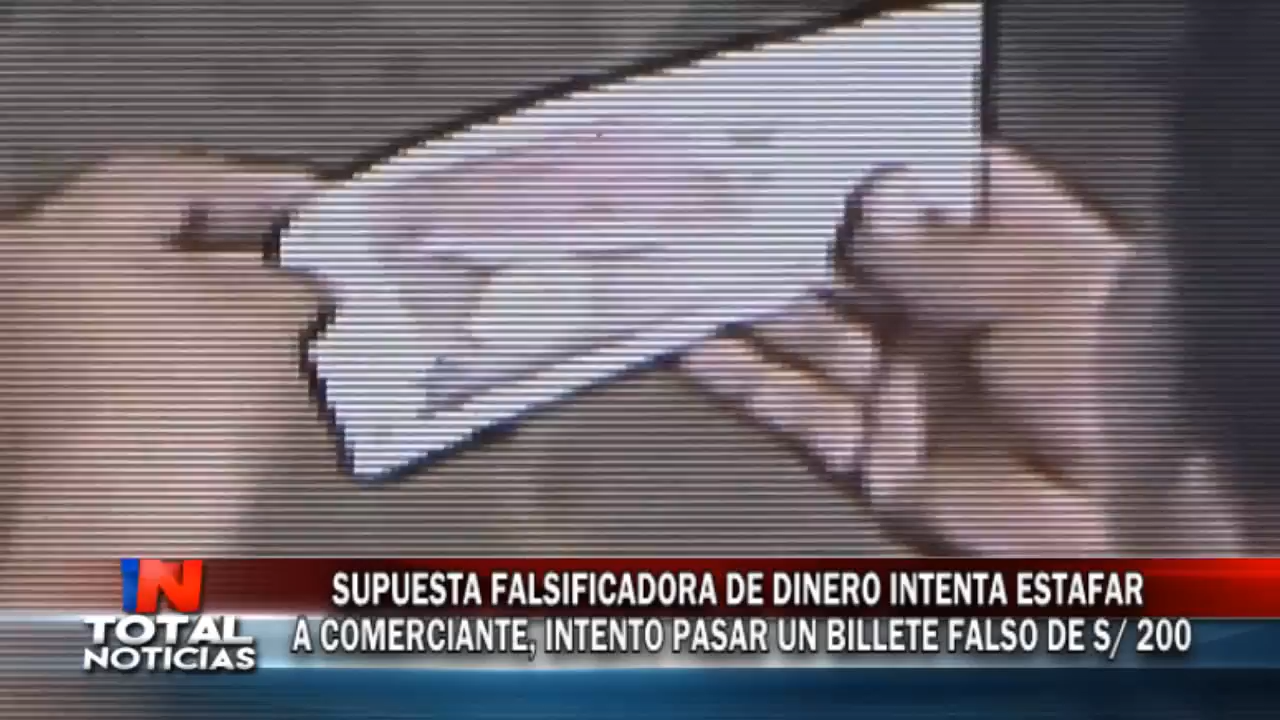 SUPUESTA FALSIFICADORA DE DINERO INTENTA ESTAFAR
A COMERCIANTE, INTENTO PASAR UN BILLETE FALSO DE S/ 200
N
TOTAL
NOTICIAS